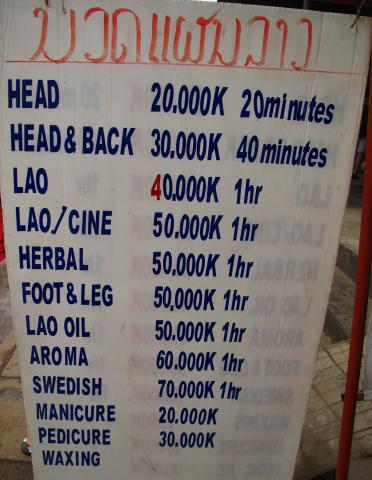 ນວດແຜນລາວ
HEAD 20.000K 20minutes
HEAD & BACK 30.000K 40 minutes
LAO 40.000K 1hr
LAO/CINE 50.000K 1hr
HERBAL 50.000K 1hr
FOOT & LEG 50,000K 1hr
LAO OIL 50.000K 1hr
AROMA 60.000K 1hr
SWEDISH 70.000K 1hr
MANICURE 20.000K
PEDICURE 30.000K
WAXING